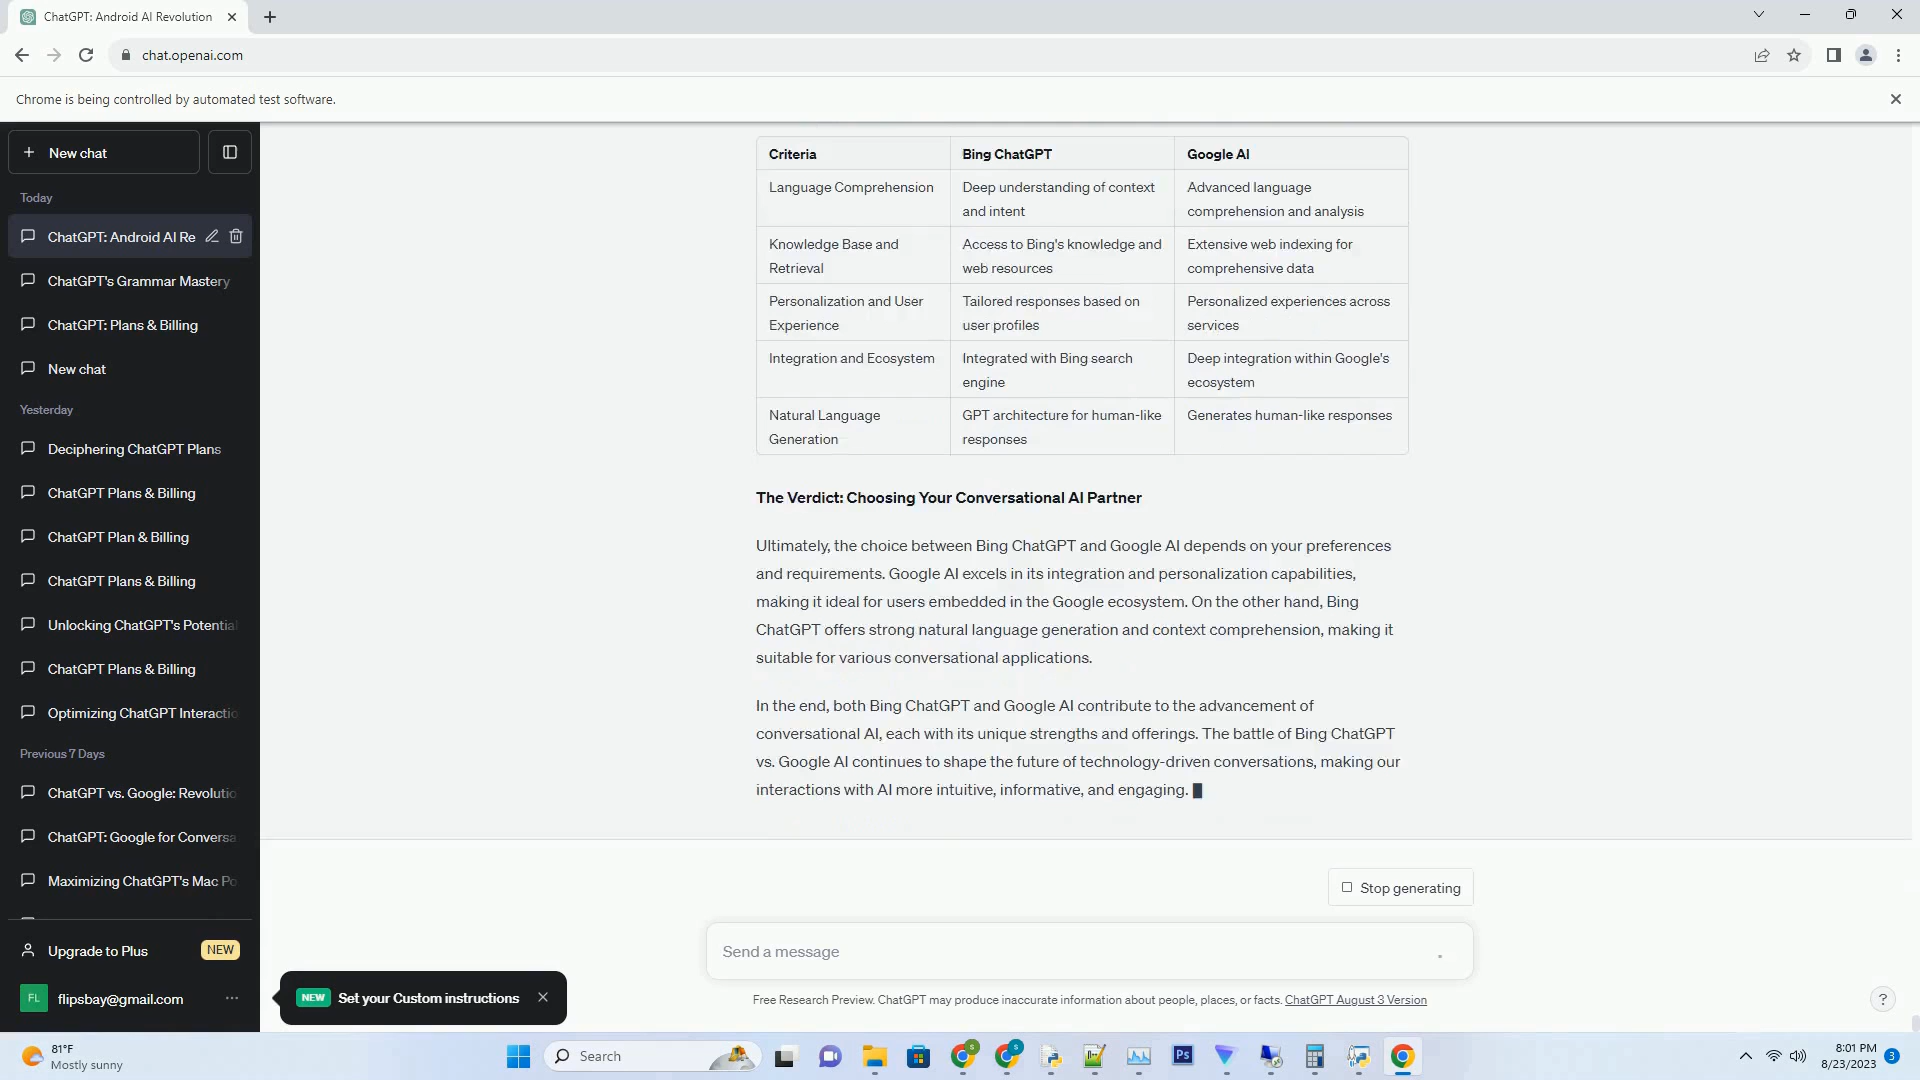 ChatGPT: Android AI Revolution
chat.openai.com
Chrome is being controlled by automated test software.
New chat
Today
ChatGPT: Android AI Re
ChatGPT's Grammar Mastery
ChatGPT: Plans & Billing
New chat
Yesterday
Deciphering ChatGPT Plans
ChatGPT Plans & Billing
ChatGPT Plan & Billing
ChatGPT Plans & Billing
Unlocking ChatGPT's Potential
ChatGPT Plans & Billing
Optimizing ChatGPT Interactio
Previous 7 Days
ChatGPT vs. Google: Revolutio
ChatGPT: Google for Conversa
Maximizing ChatGPT's Mac Po
Upgrade to Plus NEW
FL flipsbay@gmail.com
Criteria Bing ChatGPT Google AI
Language Comprehension Deep understanding of context Advanced language
and intent comprehension and analysis
Knowledge Base and Access to Bing's knowledge and Extensive web indexing for
Retrieval web resources comprehensive data
Personalization and User Tailored responses based on Personalized experiences across
Experience user profiles services
Integration and Ecosystem Integrated with Bing search Deep integration within Google's
engine ecosystem
Natural Language GPT architecture for human-like Generates human-like responses
Generation responses
The Verdict: Choosing Your Conversational AI Partner
Ultimately, the choice between Bing ChatGPT and Google AI depends on your preferences
and requirements. Google AI excels in its integration and personalization capabilities,
making it ideal for users embedded in the Google ecosystem. On the other hand, Bing
ChatGPT offers strong natural language generation and context comprehension, making it
suitable for various conversational applications.
In the end, both Bing ChatGPT and Google AI contribute to the advancement of
conversational AI, each with its unique strengths and offerings. The battle of Bing ChatGPT
vs. Google AI continues to shape the future of technology-driven conversations, making our
interactions with AI more intuitive, informative, and engaging.
Stop generating
Send a message
NEW Set your Custom instructions
Free Research Preview. ChatGPT may produce inaccurate information about people, places, or facts. ChatGPT August 3 Version
?
81°F
Mostly sunny
Search
S
S
Ps
8:01 PM
8/23/2023
3